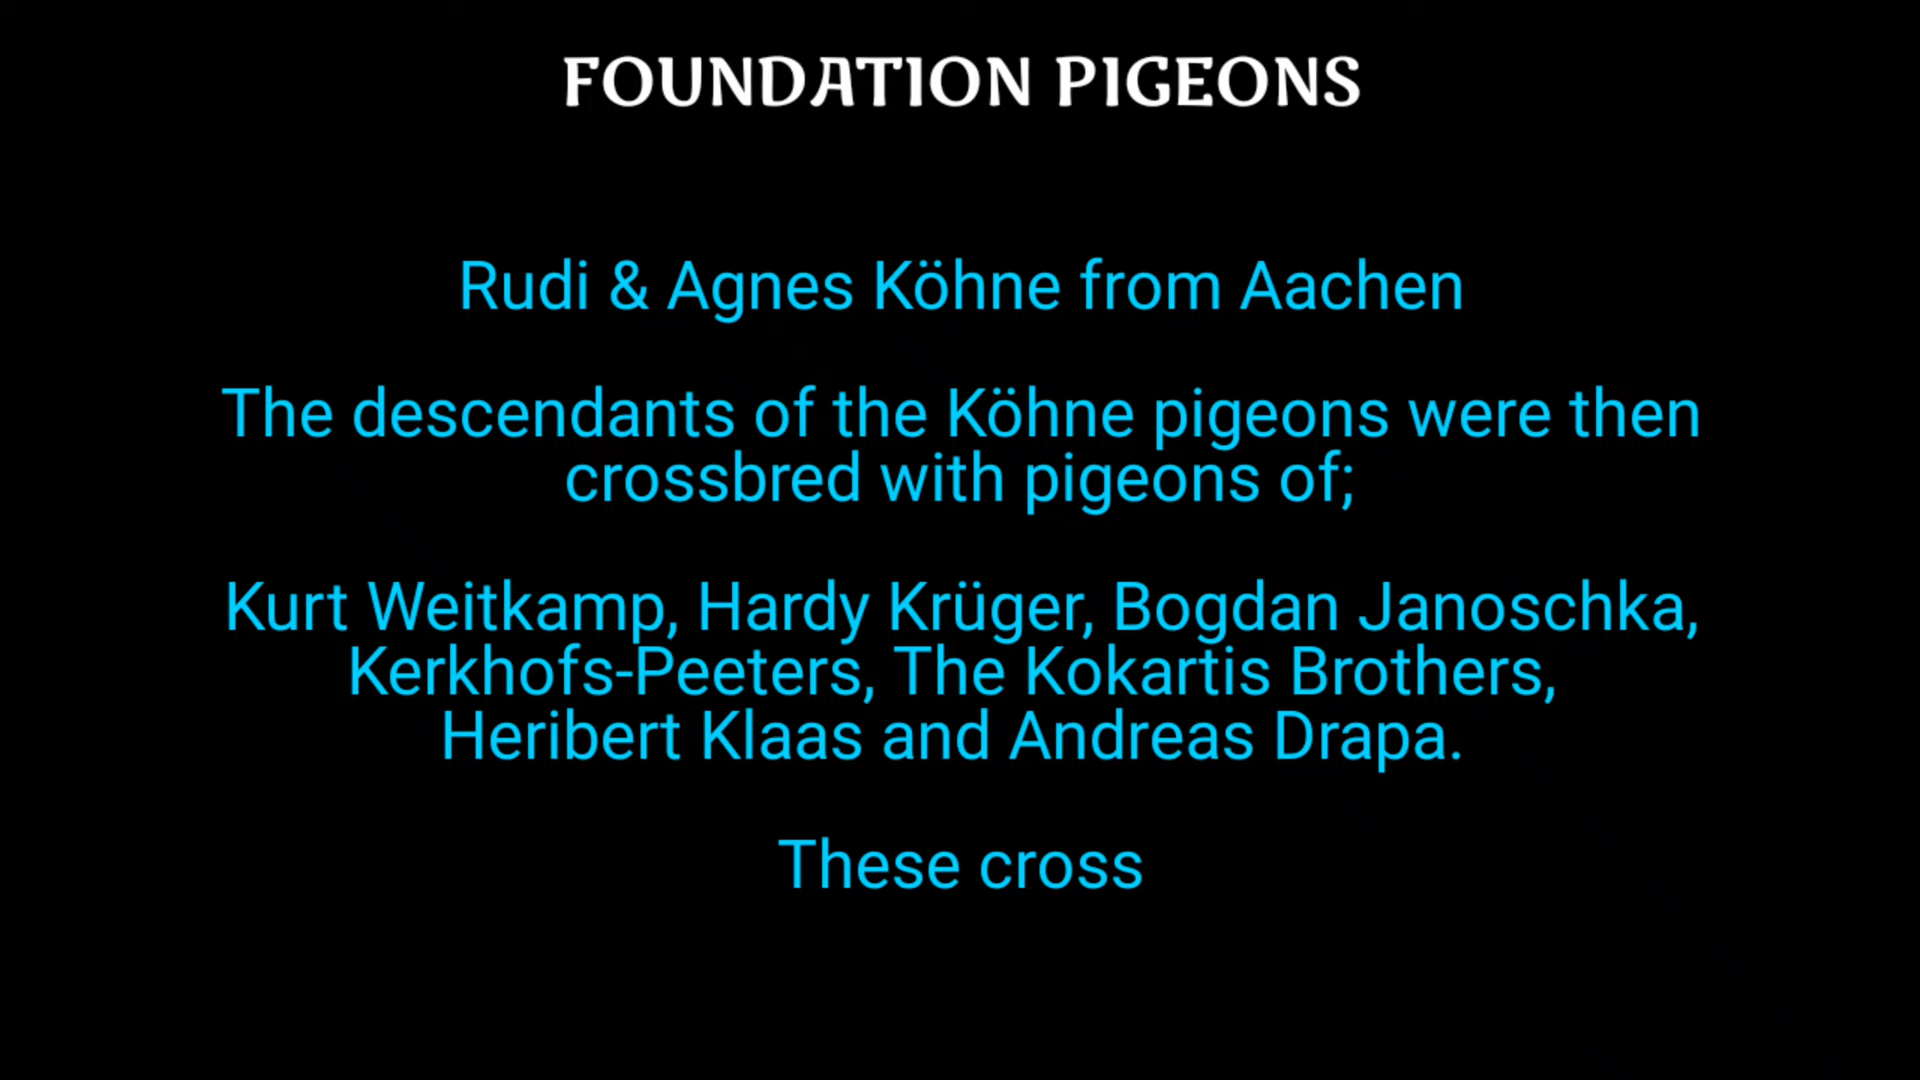 FOUNDATION PIGEONS
Rudi & Agnes Köhne from Aachen
The descendants of the Köhne pigeons were then
crossbred with pigeons of;
Kurt Weitkamp, Hardy Krüger, Bogdan Janoschka,
Kerkhofs-Peeters, The Kokartis Brothers,
Heribert Klaas and Andreas Drapa.
These cross